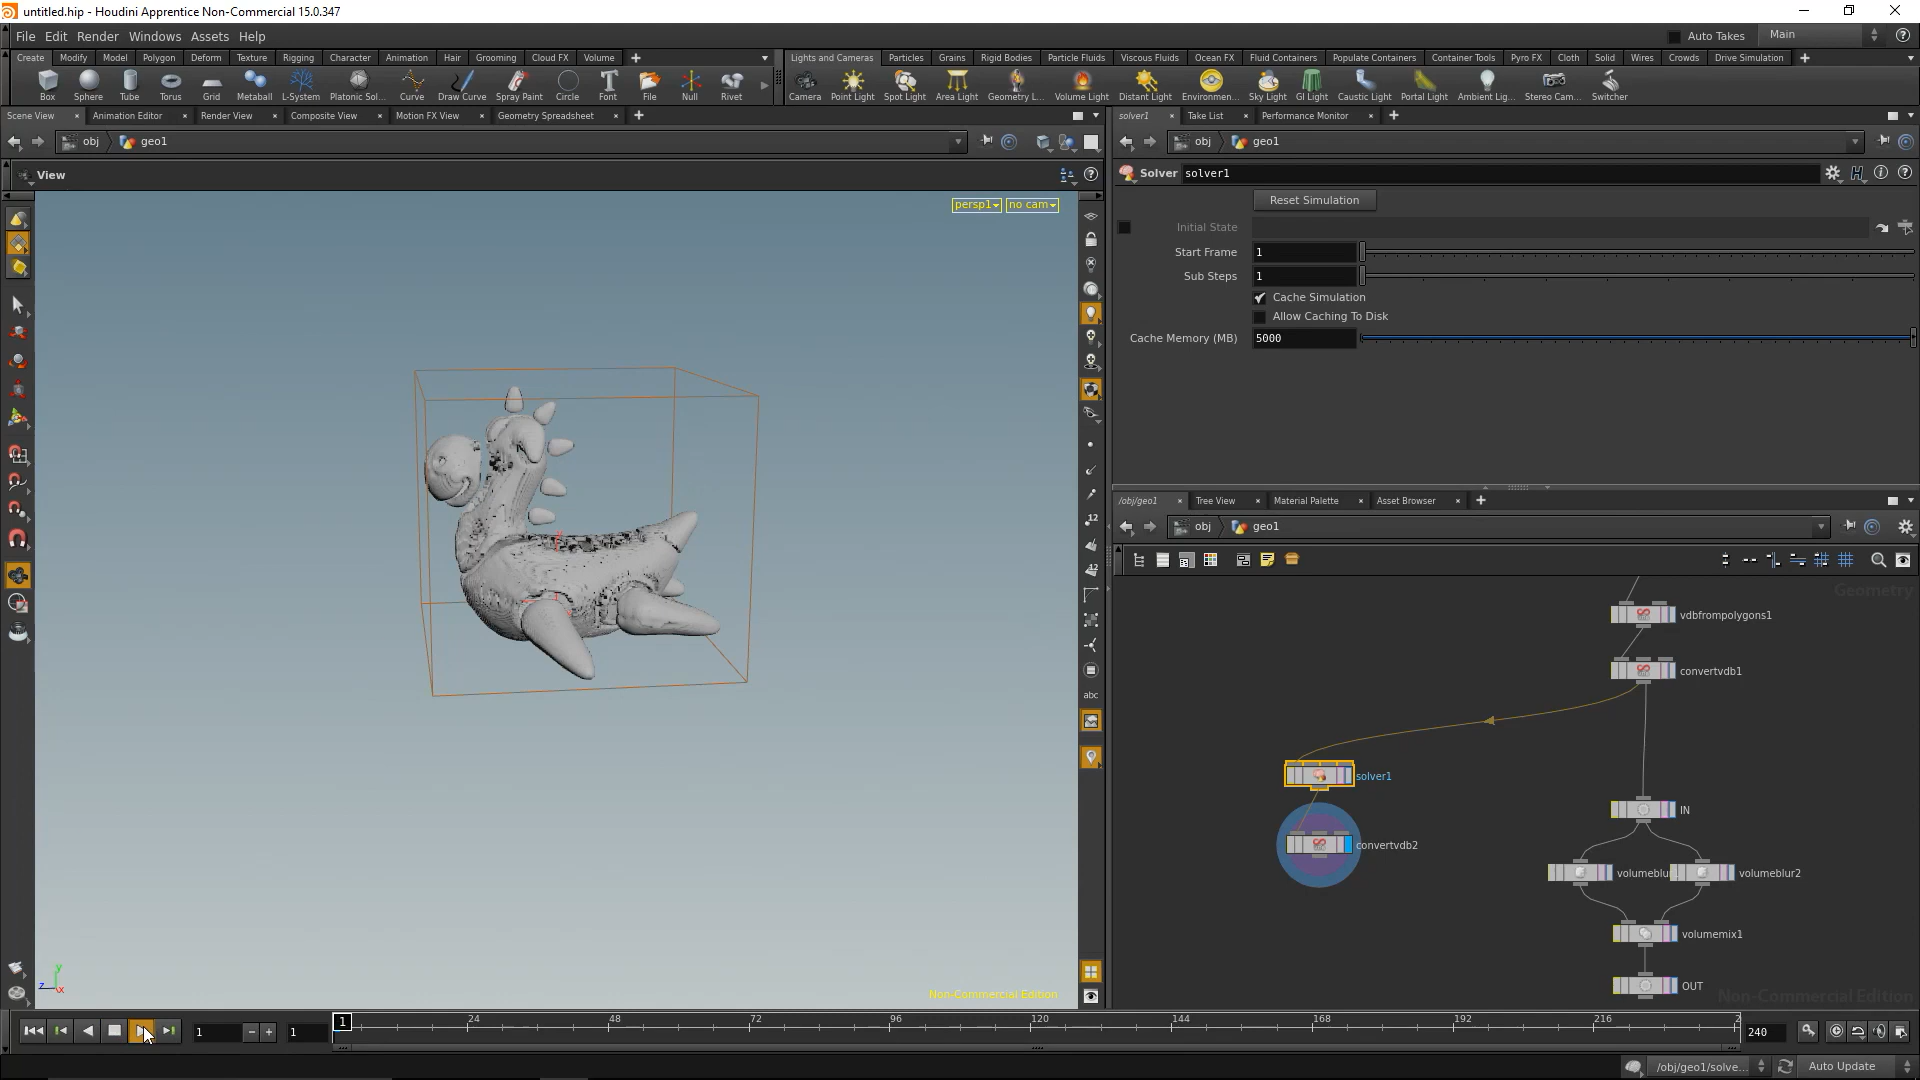 untitled.hip - Houdini Apprentice Non-Commercial 15.0.347
File Edit Render Windows Assets Help
Auto Takes Main
Create Modify Model Polygon Deform Texture Rigging Character Animation Hair Grooming Cloud FX Volume
Lights and Cameras Particles Grains Rigid Bodies Particle Fluids Viscous Fluids Ocean FX Fluid Containers Populate Containers Container Tools Pyro FX Cloth Solid Wires Crowds Drive Simulation
Box Sphere Tube Torus Grid Metaball L-System Platonic Sol... Curve Draw Curve Spray Paint Circle Font File Null Rivet
Camera Point Light Spot Light Area Light Geometry L... Volume Light Distant Light Environmen... Sky Light GI Light Caustic Light Portal Light Ambient Lig... Stereo Cam... Switcher
Scene View Animation Editor Render View Composite View Motion FX View Geometry Spreadsheet
solver1 Take List Performance Monitor
obj geo1
obj geo1
View
Solver solver1
Reset Simulation
persp1 no cam
Initial State
Start Frame 1
Sub Steps 1
Cache Simulation
Allow Caching To Disk
Cache Memory (MB) 5000
/obj/geo1 Tree View Material Palette Asset Browser
obj geo1
12
12
abc
Geometry
vdbfrompolygons1
convertvdb1
solver1
IN
convertvdb2
volumeblu
volumeblur2
volumemix1
OUT
Non-Commercial Edition
Non-Commercial Edition
y
z x
1 1 1 24 48 72 96 120 144 168 192 216 2 240
/obj/geo1/solve... Auto Update